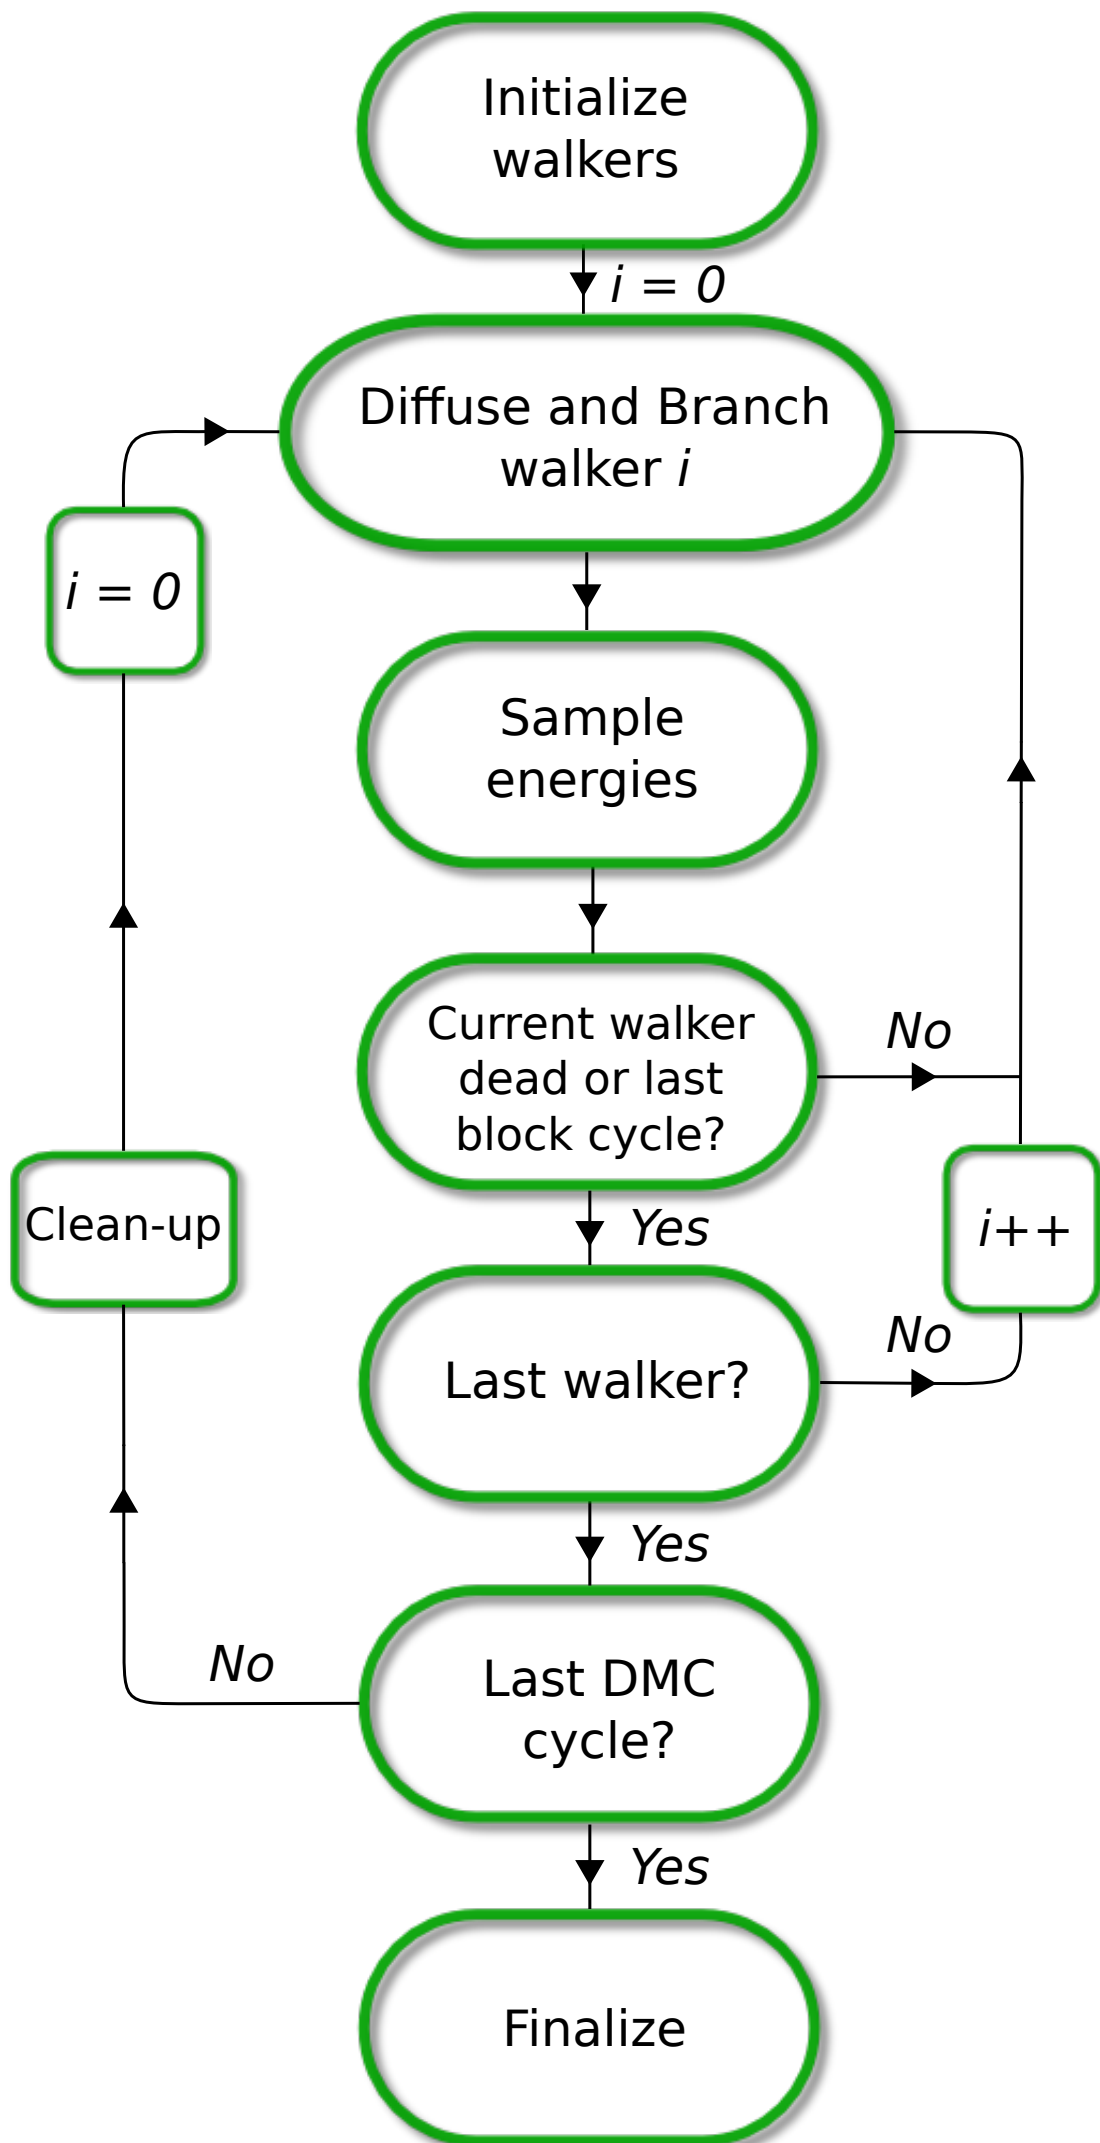 Initialize
walkers
i = 0
Diffuse and Branch
walker i
i = 0
Sample
energies
Current walker
dead or last
block cycle?
No
Yes
Clean-up
i++
Last walker?
No
Yes
No
Last DMC
cycle?
Yes
Finalize